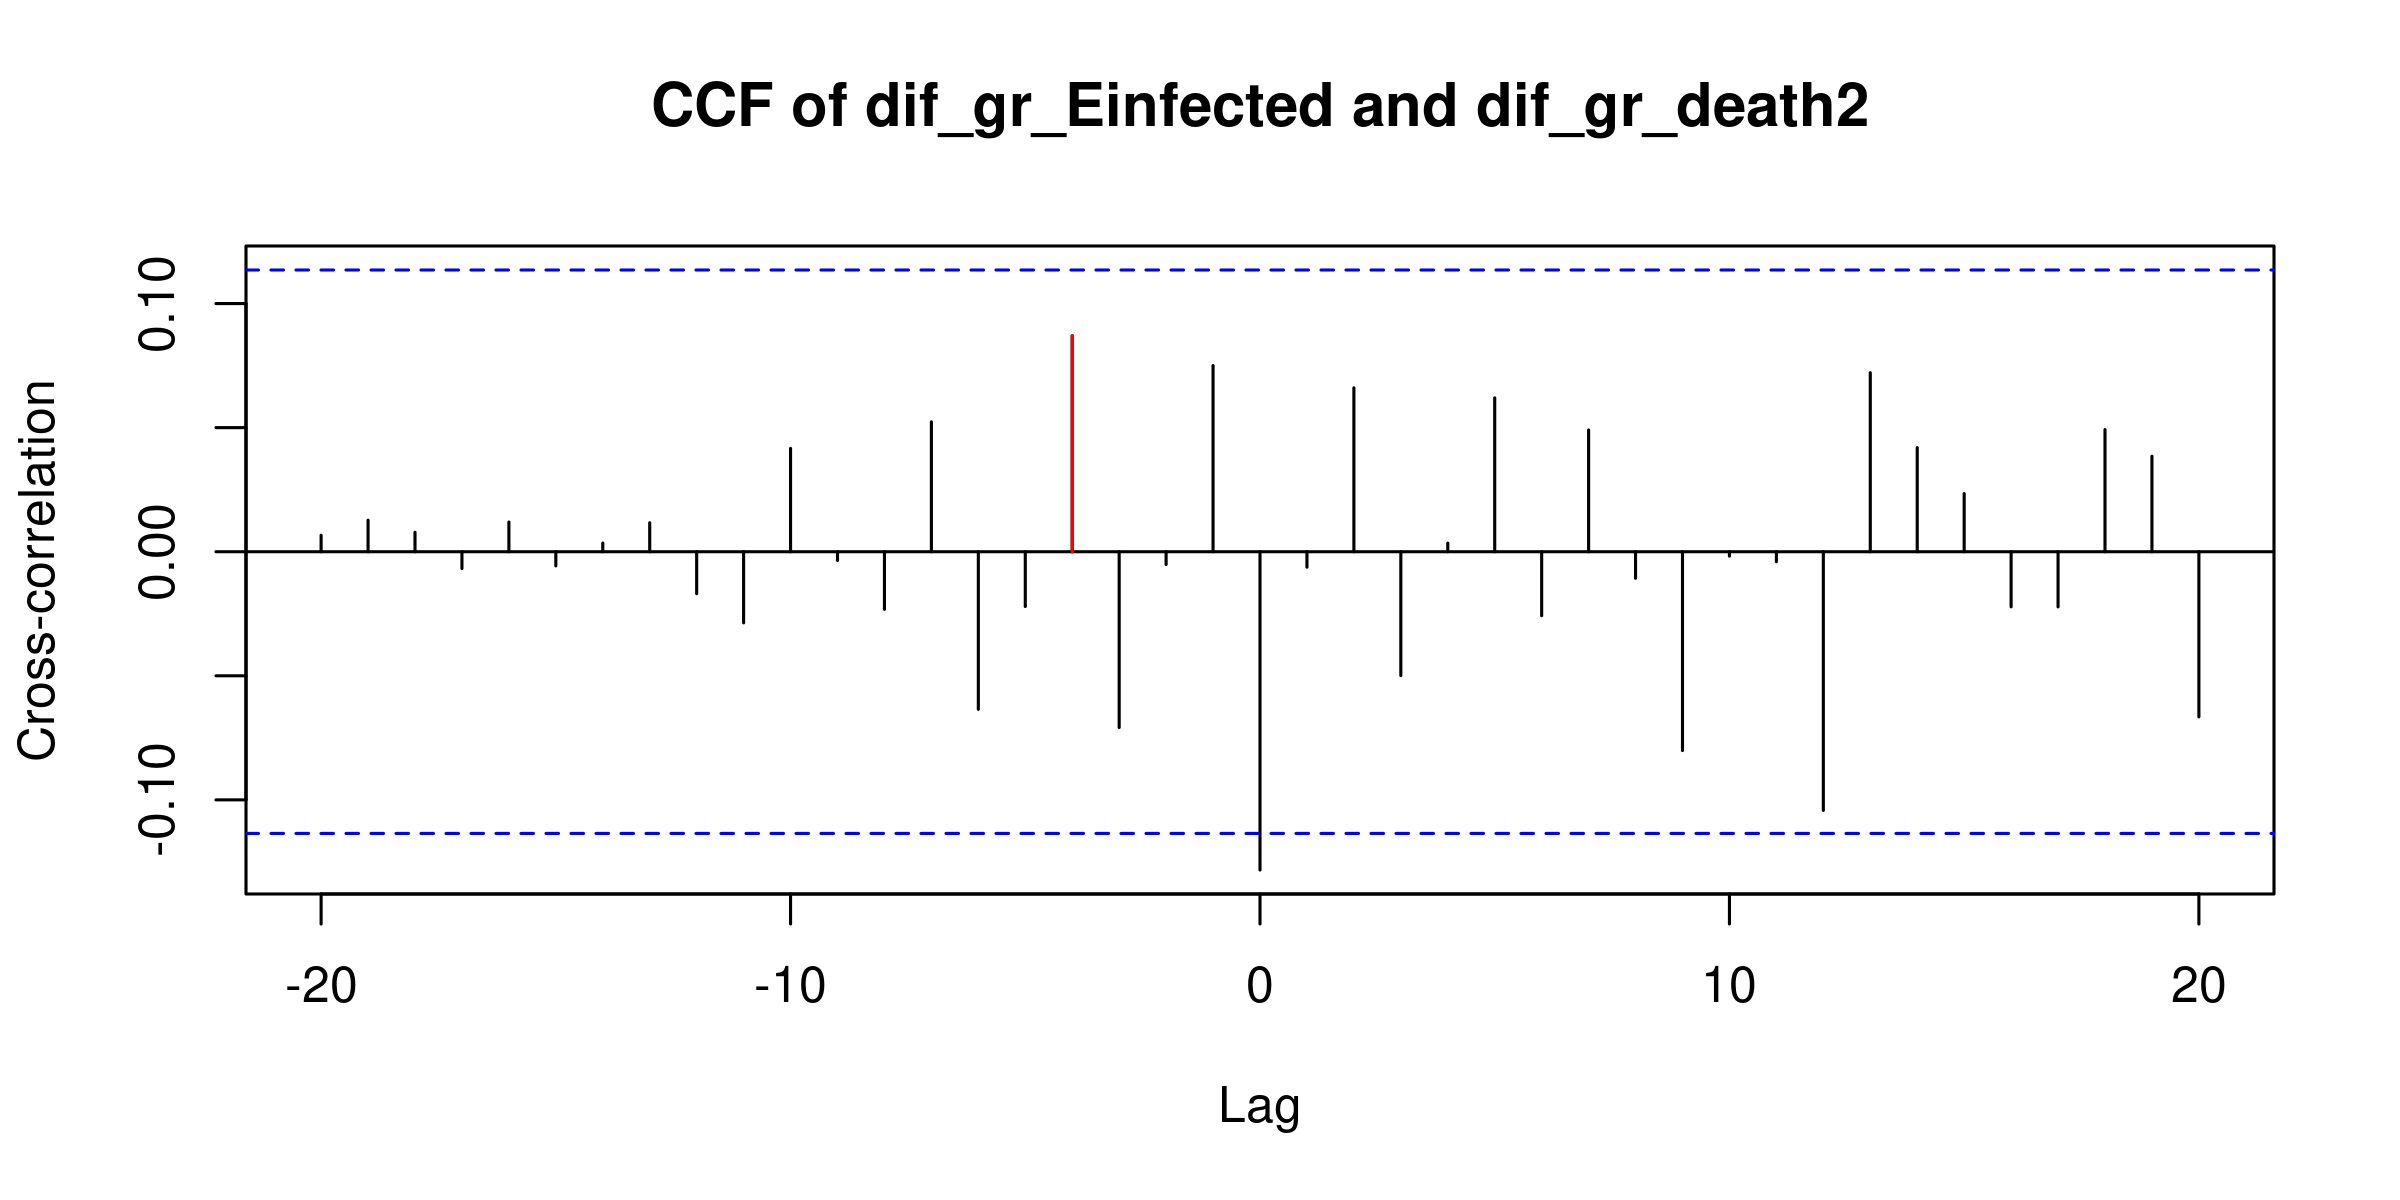 CCF of dif_gr_Einfected and dif_gr_death2
Cross-correlation
0.10
0.00
-0.10
-20
-10
0
10
20
Lag